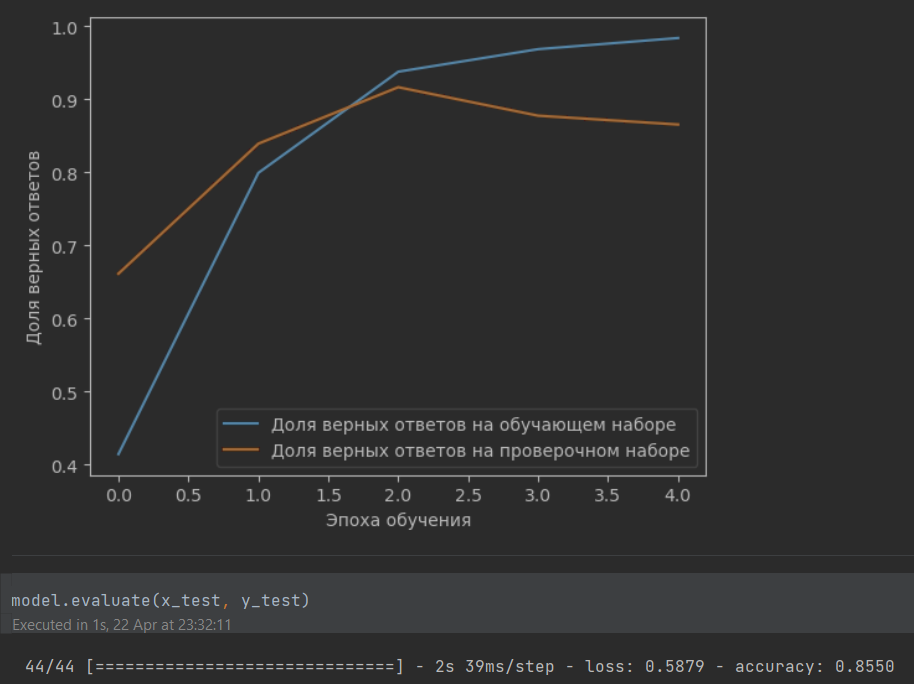 1.0
0.9
0.8
0.7
0.6
0.5
0.4
Доля верных ответов
Доля верных ответов на обучающем наборе
Доля верных ответов на проверочном наборе
0.0 0.5 1.0 1.5 2.0 2.5 3.0 3.5 4.0
Эпоха обучения
model.evaluate(x_test, y_test)
Executed in 1s, 22 Apr at 23:32:11
44/44 [==============================] - 2s 39ms/step - loss: 0.5879 - accuracy: 0.8550